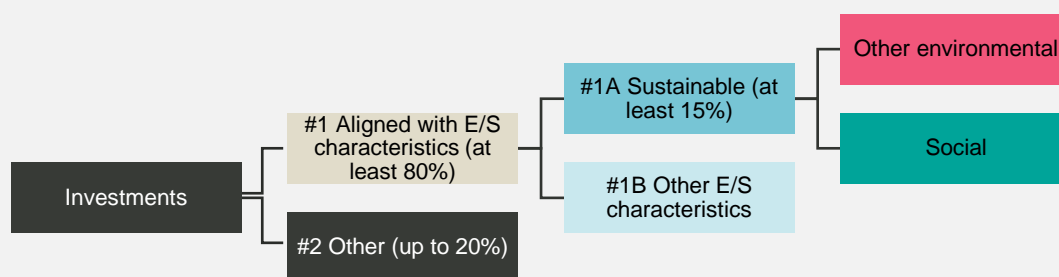 Other environmental
#1A Sustainable (at
least 15%)
#1 Aligned with E/S
characteristics (at
least 80%)
Social
Investments
#1B Other E/S
characteristics
#2 Other (up to 20%)